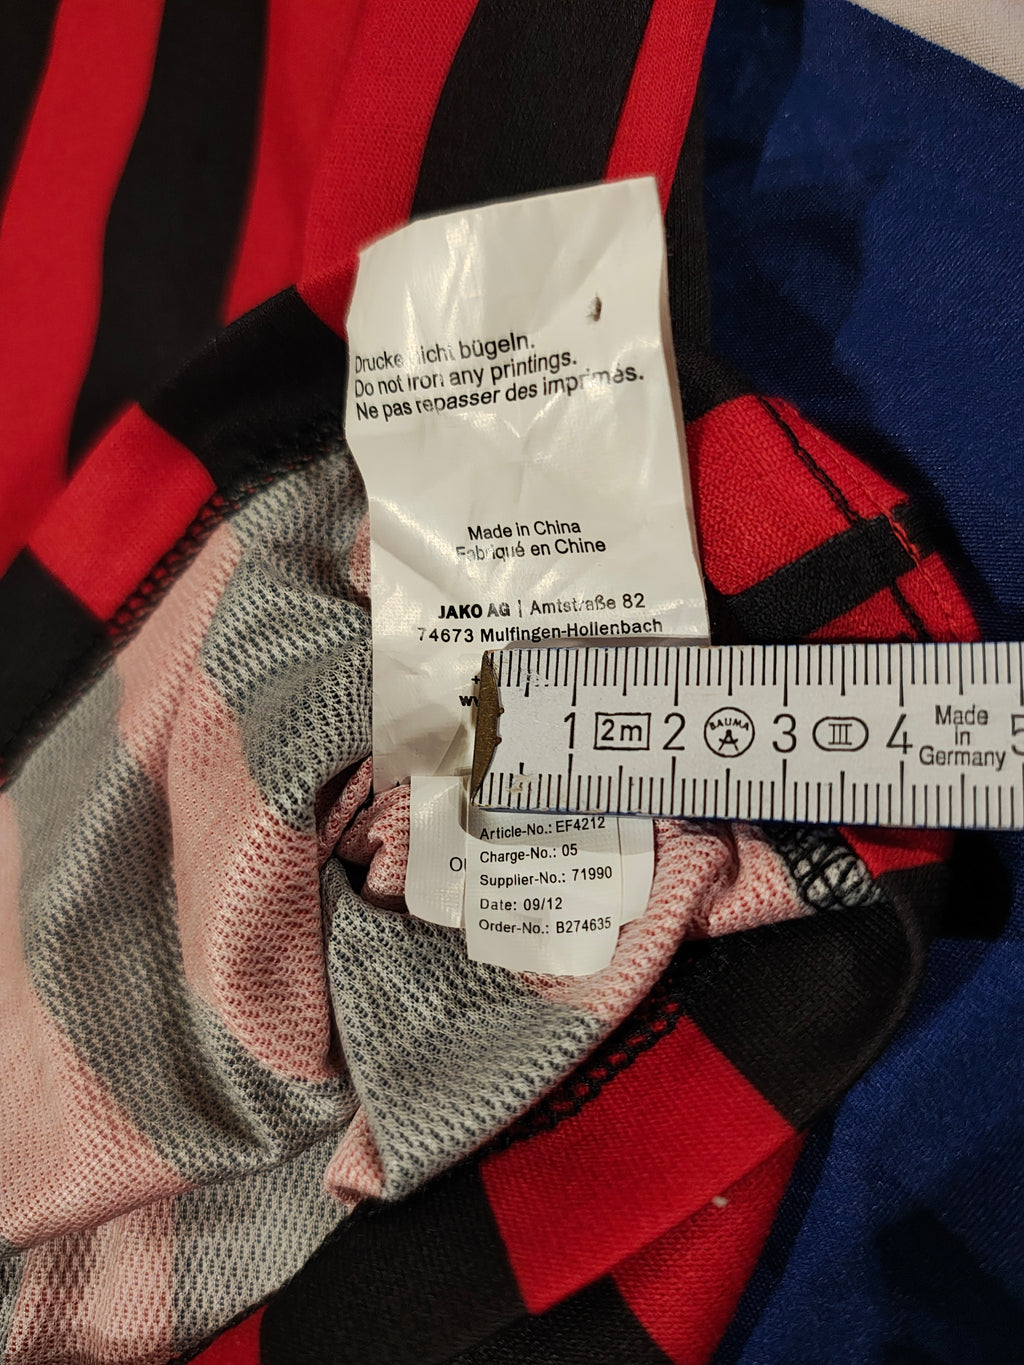 Drucke nicht bügeln.
Do not iron any printings.
Ne pas repasser des imprimés.
Made in China
Fabriqué en Chine
JAKO AG | Amtstraße 82
74673 Mulfingen-Hollenbach
1 2m 2 BAUMA 3 III 4 Made in Germany 5
Article-No.: EF4212
Charge-No.: 05
Supplier-No.: 71990
Date: 09/12
Order-No.: B274635